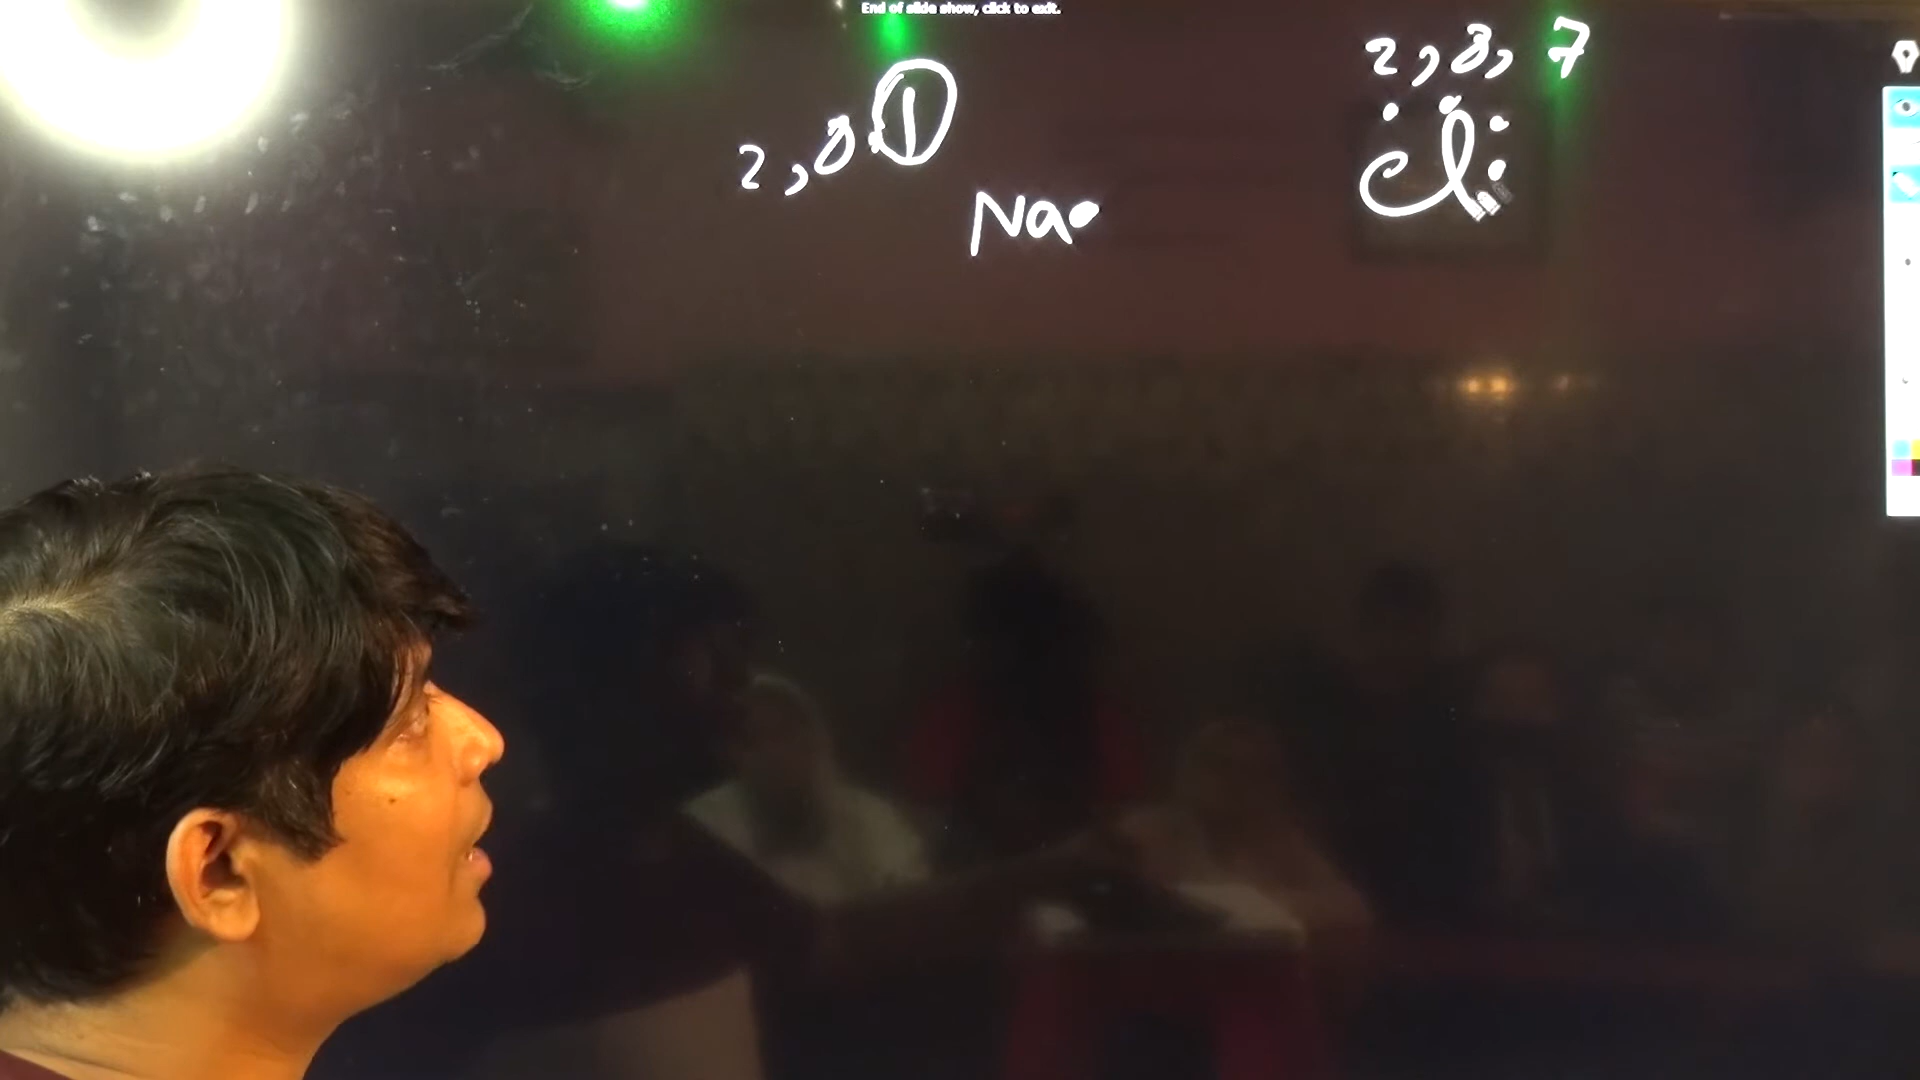 End of slide show, click to exit.
2, 8, 7
2, 8, 1
Cl
Na